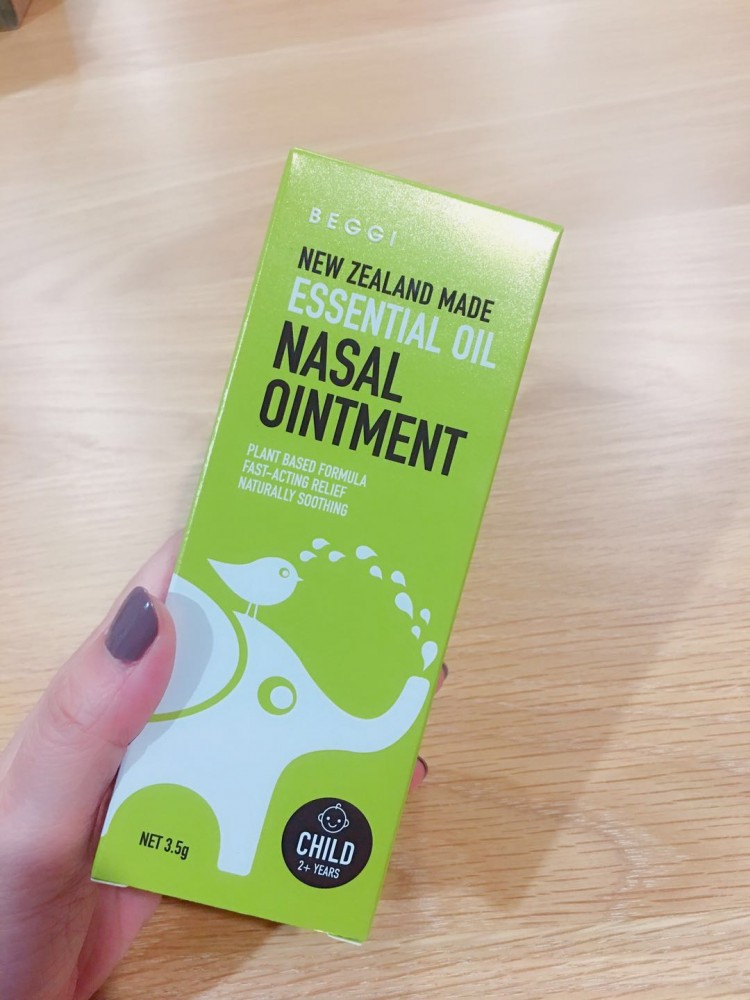 BEGGI
NEW ZEALAND MADE
ESSENTIAL OIL
NASAL
OINTMENT
PLANT BASED FORMULA
FAST-ACTING RELIEF
NATURALLY SOOTHING
NET 3.5g
CHILD
2+ YEARS